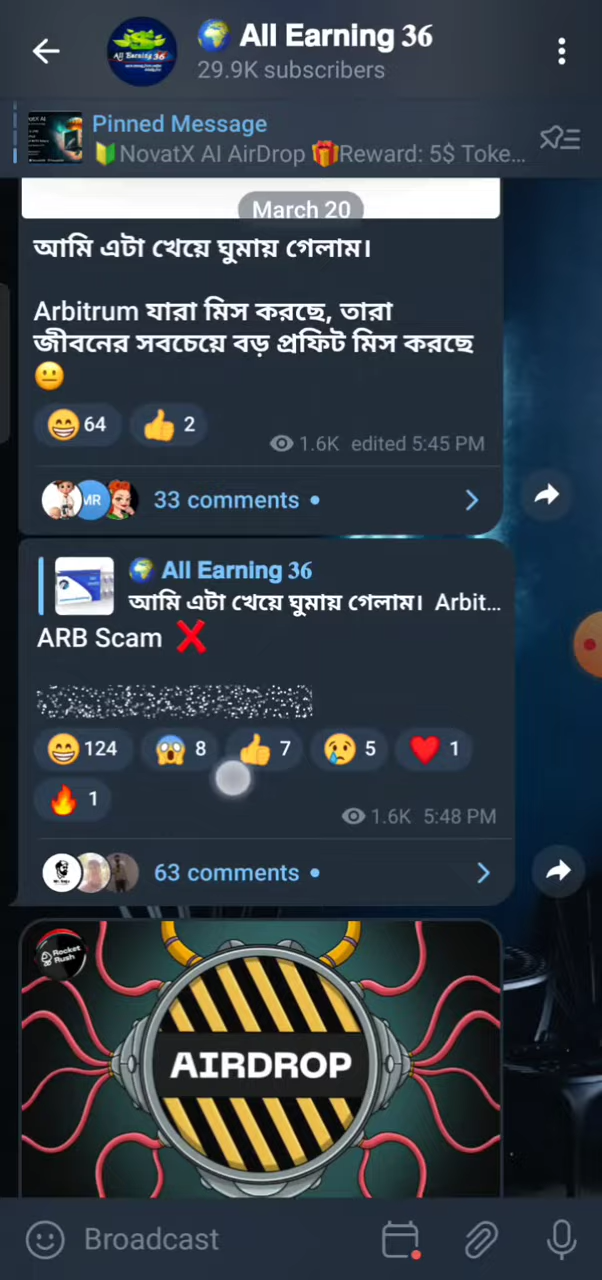 All Earning 36
29.9K subscribers
Pinned Message
NovatX AI AirDrop 🎁Reward: 5$ Toke...
March 20
আমি এটা খেয়ে ঘুমায় গেলাম।
Arbitrum যারা মিস করছে, তারা
জীবনের সবচেয়ে বড় প্রফিট মিস করছে
😐
😁 64 👍 2
1.6K edited 5:45 PM
MR
33 comments
🌍 All Earning 36
আমি এটা খেয়ে ঘুমায় গেলাম। Arbit...
ARB Scam ❌
😁 124 😱 8 👍 7 😢 5 ❤️ 1
🔥 1
1.6K 5:48 PM
63 comments
Rocket
Rush
AIRDROP
Broadcast